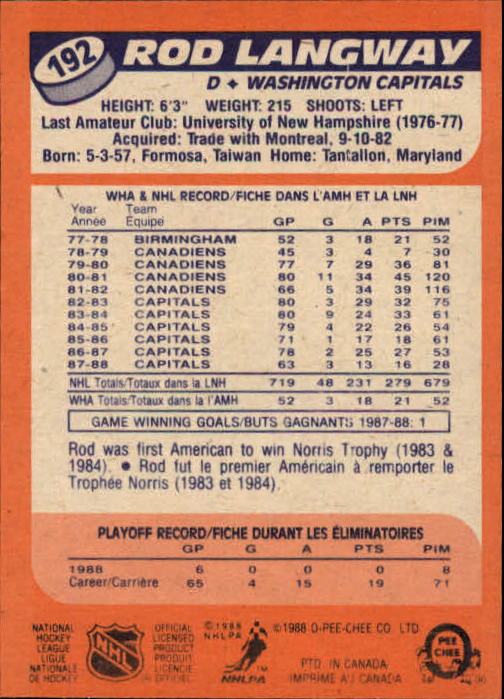 192
ROD LANGWAY
D ♦ WASHINGTON CAPITALS
HEIGHT: 6'3" WEIGHT: 215 SHOOTS: LEFT
Last Amateur Club: University of New Hampshire (1976-77)
Acquired: Trade with Montreal, 9-10-82
Born: 5-3-57, Formosa, Taiwan Home: Tantallon, Maryland
WHA & NHL RECORD/FICHE DANS L'AMH ET LA LNH
Year Team
Année Equipe GP G A PTS PIM
77-78 BIRMINGHAM 52 3 18 21 52
78-79 CANADIENS 45 3 4 7 30
79-80 CANADIENS 77 7 29 36 81
80-81 CANADIENS 80 11 34 45 120
81-82 CANADIENS 66 5 34 39 116
82-83 CAPITALS 80 3 29 32 75
83-84 CAPITALS 80 9 24 33 61
84-85 CAPITALS 79 4 22 26 54
85-86 CAPITALS 71 1 17 18 61
86-87 CAPITALS 78 2 25 27 53
87-88 CAPITALS 63 3 13 16 28
NHL Totals/Totaux dans la LNH 719 48 231 279 679
WHA Totals/Totaux dans la l'AMH 52 3 18 21 52
GAME WINNING GOALS/BUTS GAGNANTS 1987-88: 1
Rod was first American to win Norris Trophy (1983 &
1984). ● Rod fut le premier Américain à remporter le
Trophée Norris (1983 et 1984).
PLAYOFF RECORD/FICHE DURANT LES ÉLIMINATOIRES
GP G A PTS PIM
1988 6 0 0 0 8
Career/Carrière 65 4 15 19 71
NATIONAL
HOCKEY
LEAGUE
LIGUE
NATIONALE
DE HOCKEY
NHL
OFFICIAL
LICENSED
PRODUCT
PRODUIT
LICENCIE
OFFICIEL
© 1988
NHLPA
NHLPA
© 1988 O-PEE-CHEE CO. LTD.
PTD. IN CANADA
IMPRIME AU CANADA
PEE
CHEE